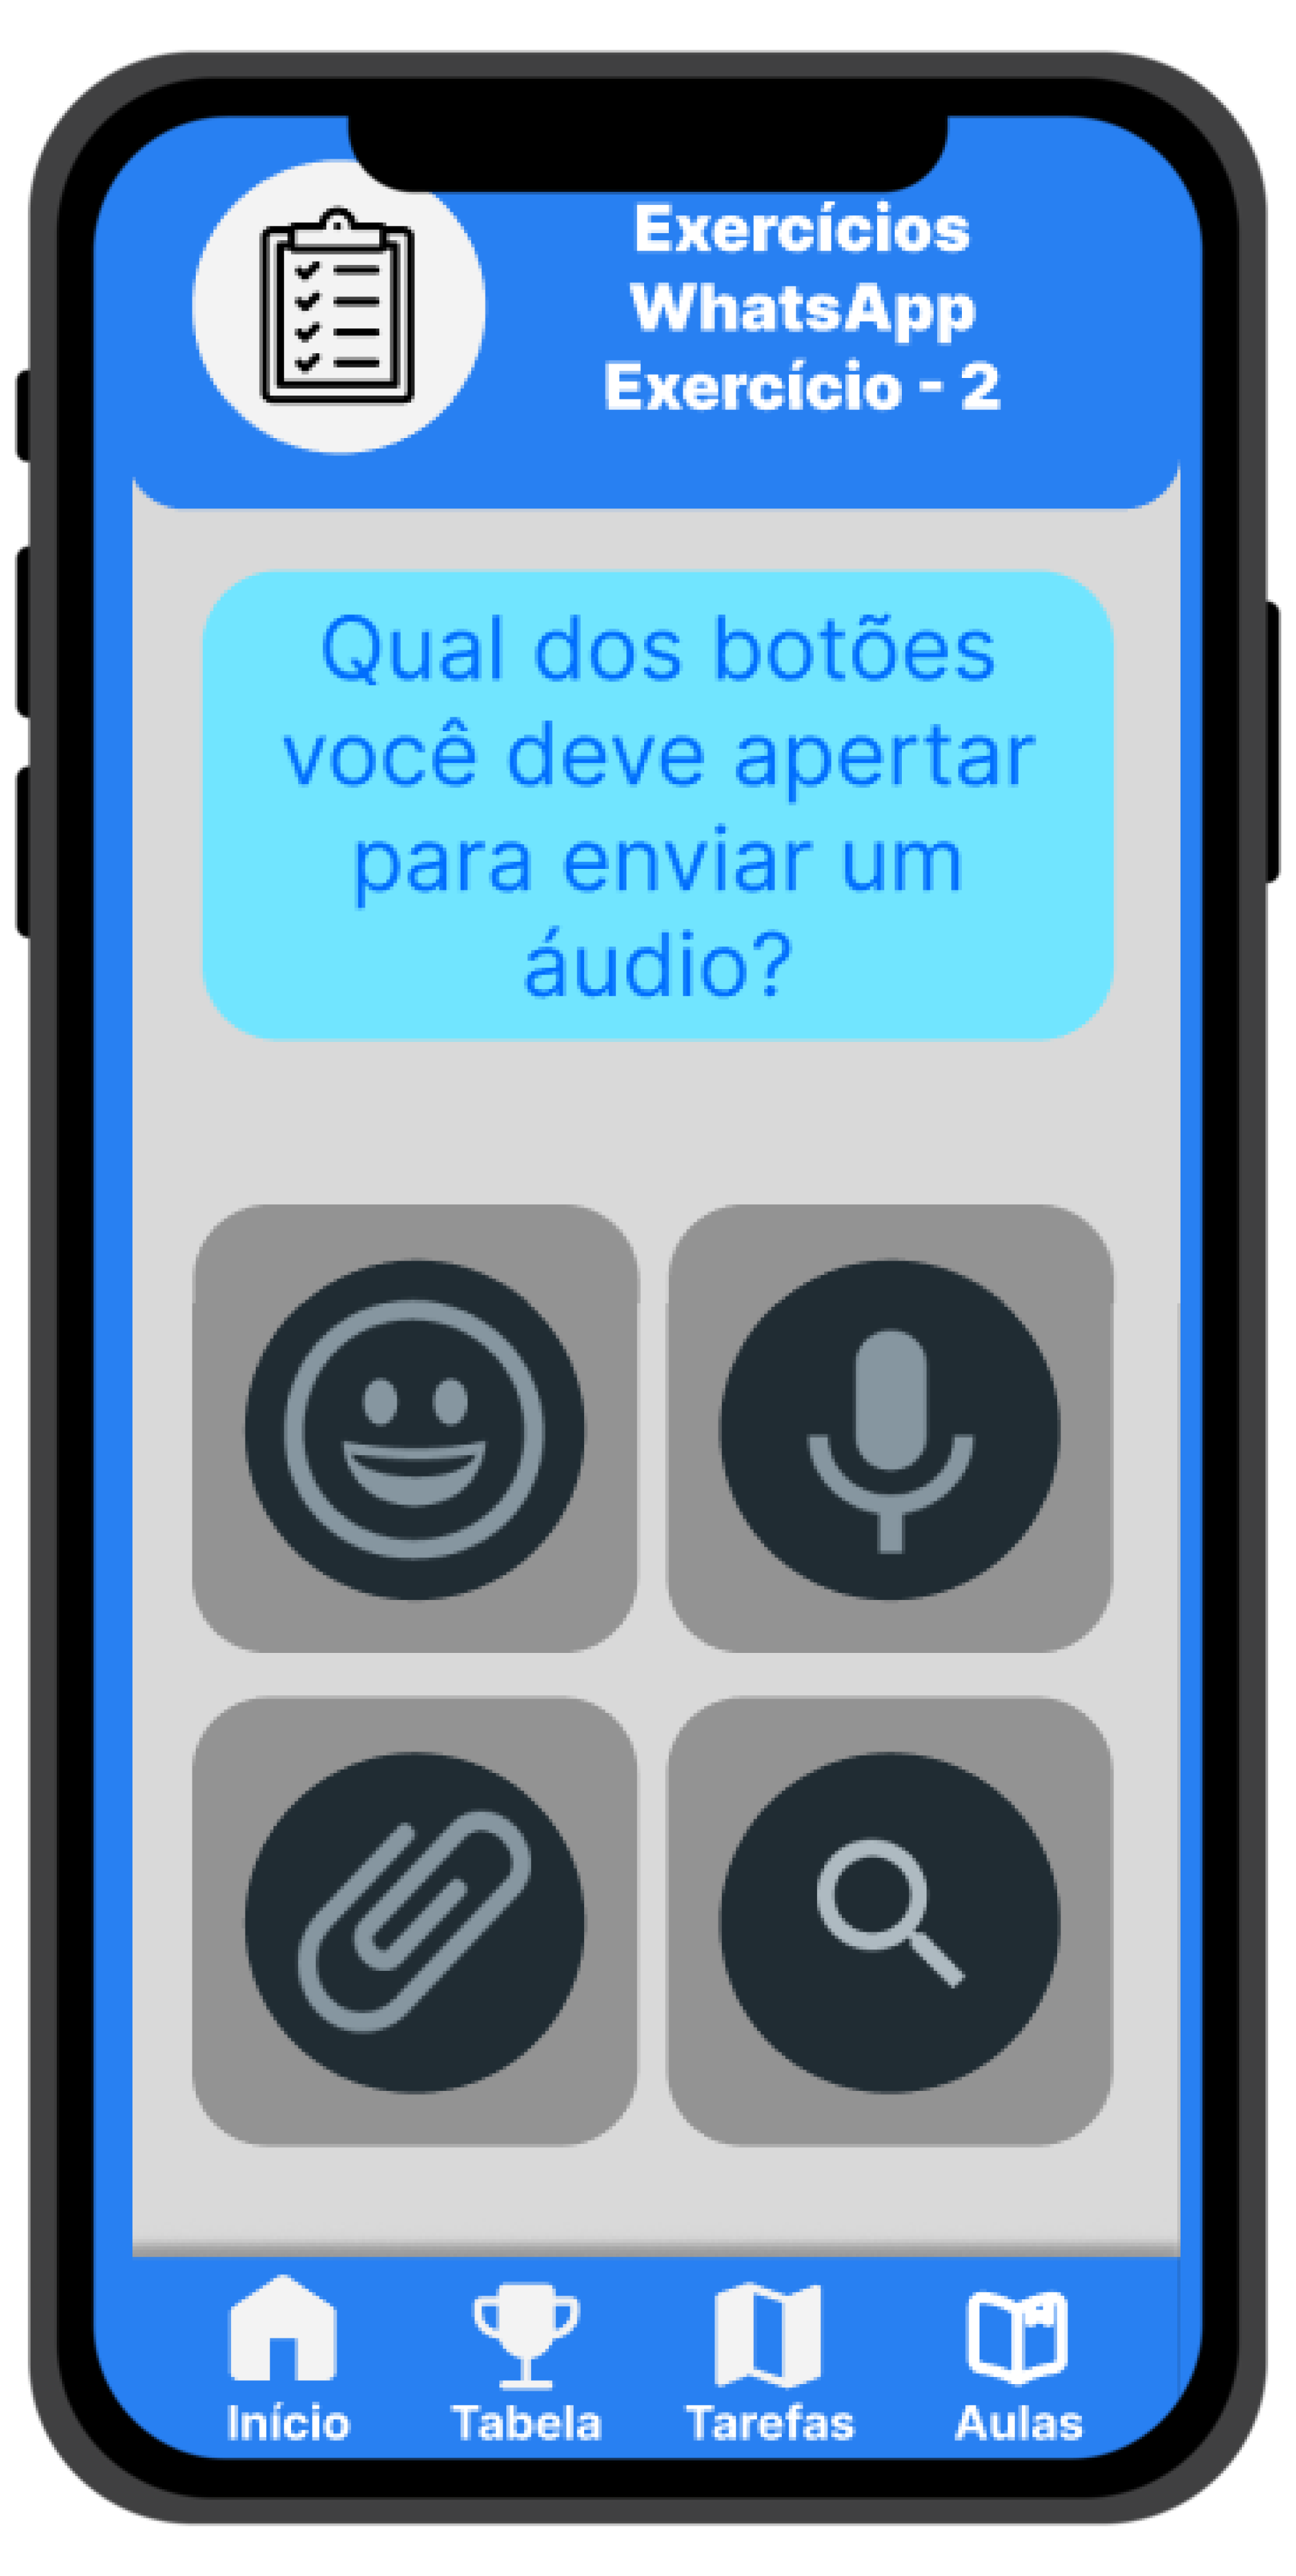 Exercícios
WhatsApp
Exercício - 2
Qual dos botões
você deve apertar
para enviar um
áudio?
Início Tabela Tarefas Aulas